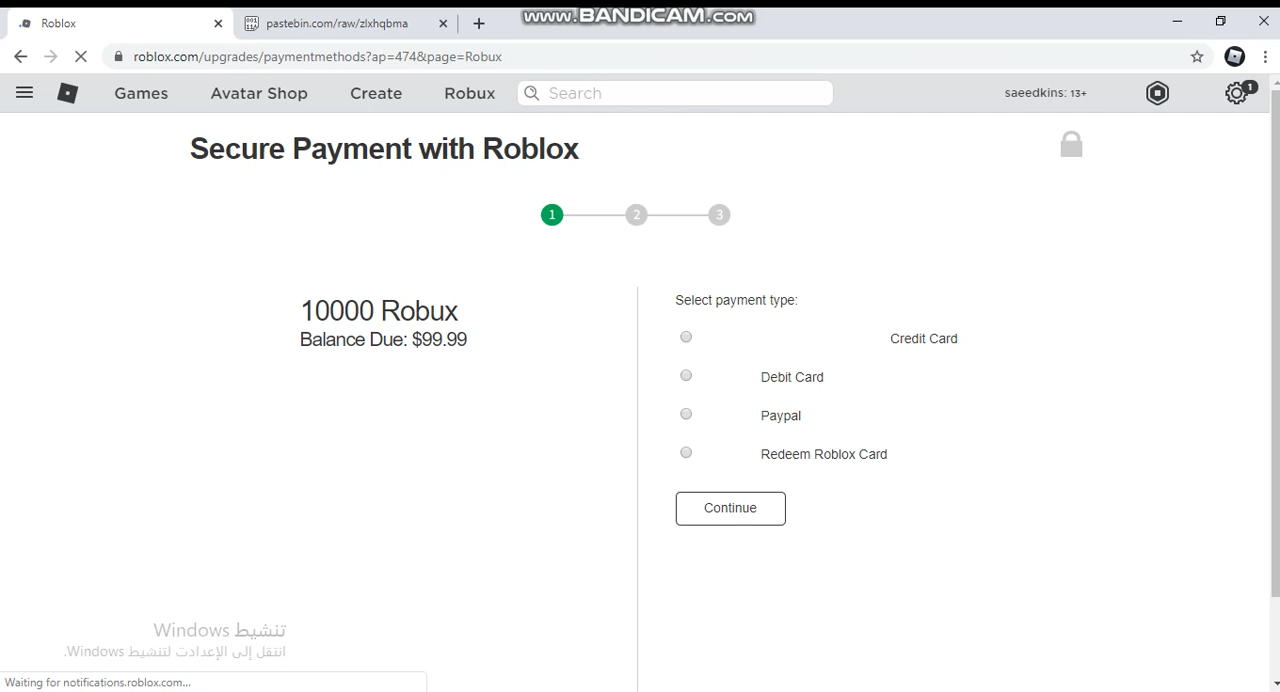 www.BANDICAM.com
Roblox
pastebin.com/raw/zlxhqbma
roblox.com/upgrades/paymentmethods?ap=474&page=Robux
Games Avatar Shop Create Robux Search saeedkins: 13+ 1
Secure Payment with Roblox
1 2 3
10000 Robux
Balance Due: $99.99
Select payment type:
Credit Card
Debit Card
Paypal
Redeem Roblox Card
Continue
تنشيط Windows
انتقل إلى الإعدادت لتنشيط Windows.
Waiting for notifications.roblox.com...